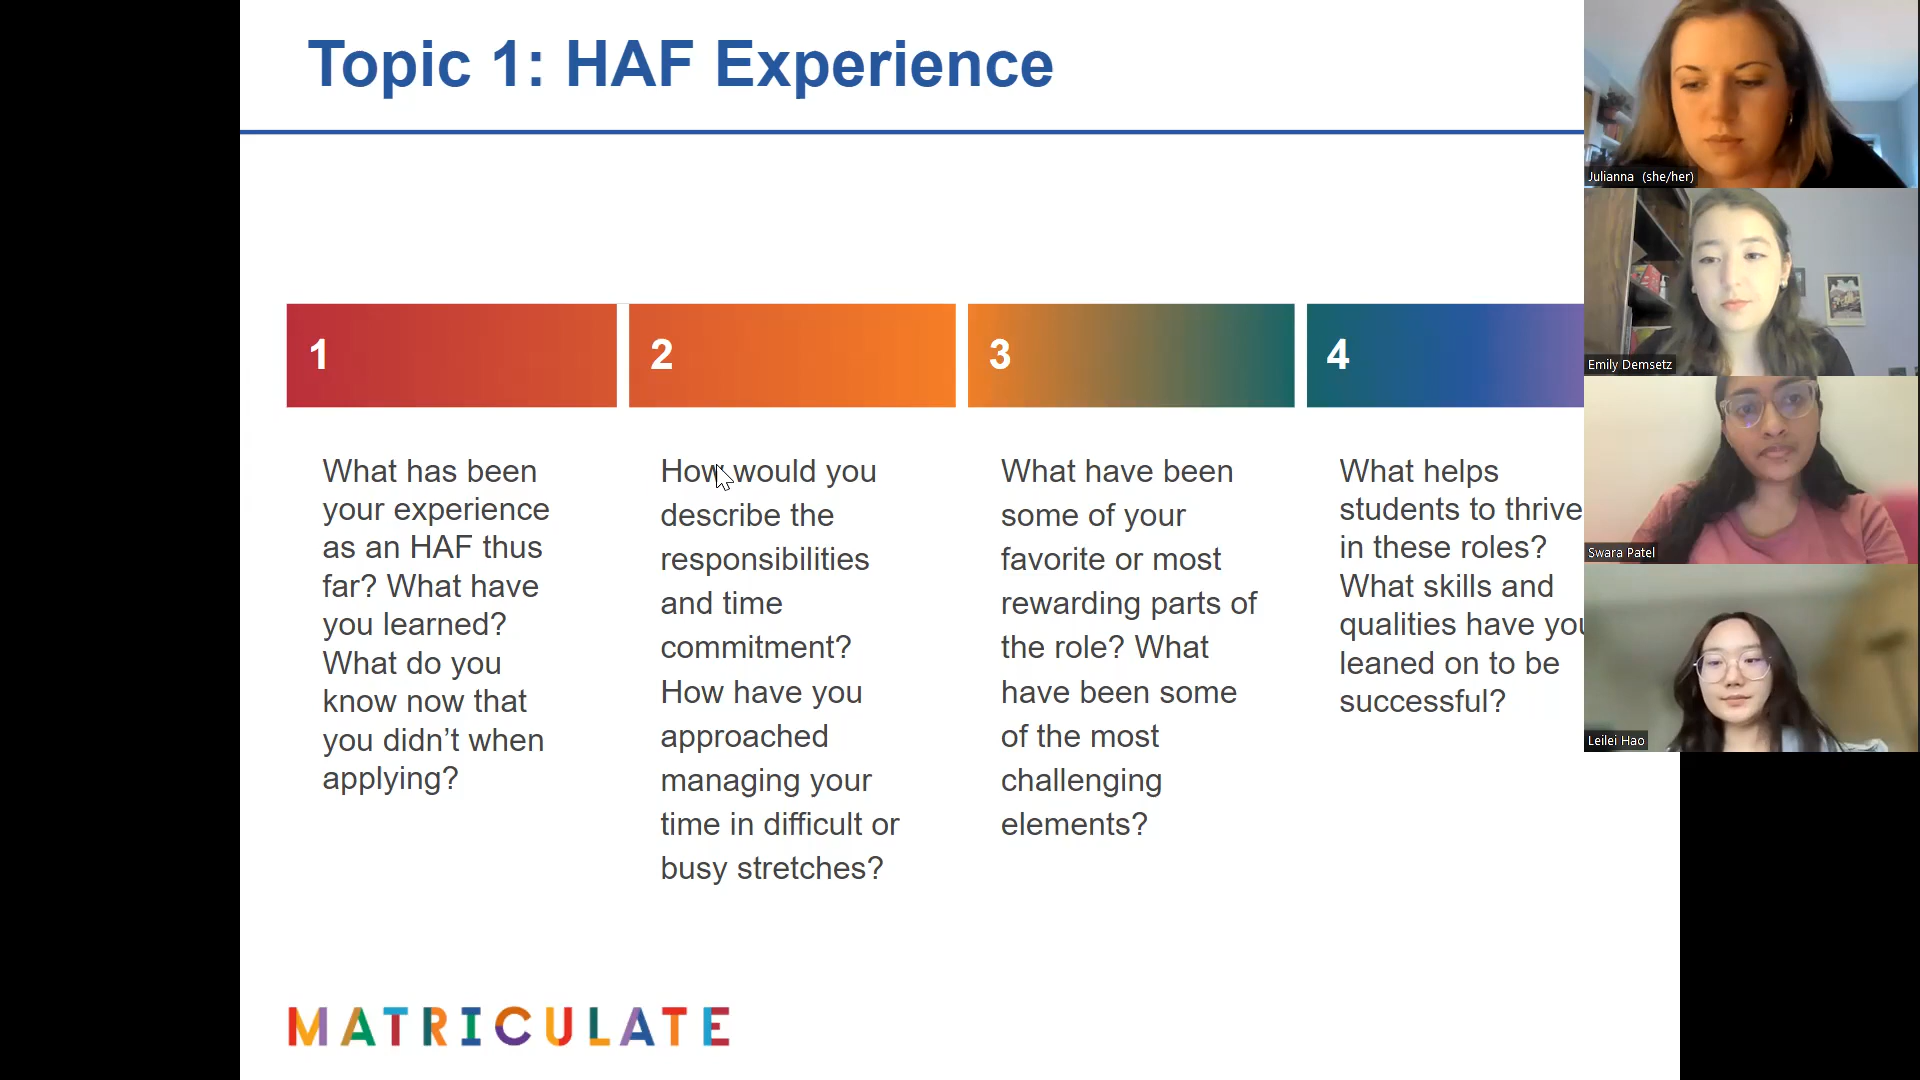 Topic 1: HAF Experience
1
2
3
4
What has been
your experience
as an HAF thus
far? What have
you learned?
What do you
know now that
you didn’t when
applying?
How would you
describe the
responsibilities
and time
commitment?
How have you
approached
managing your
time in difficult or
busy stretches?
What have been
some of your
favorite or most
rewarding parts of
the role? What
have been some
of the most
challenging
elements?
What helps
students to thrive
in these roles?
What skills and
qualities have you
leaned on to be
successful?
MATRICULATE
Julianna (she/her)
Emily Demsetz
Swara Patel
Leilei Hao